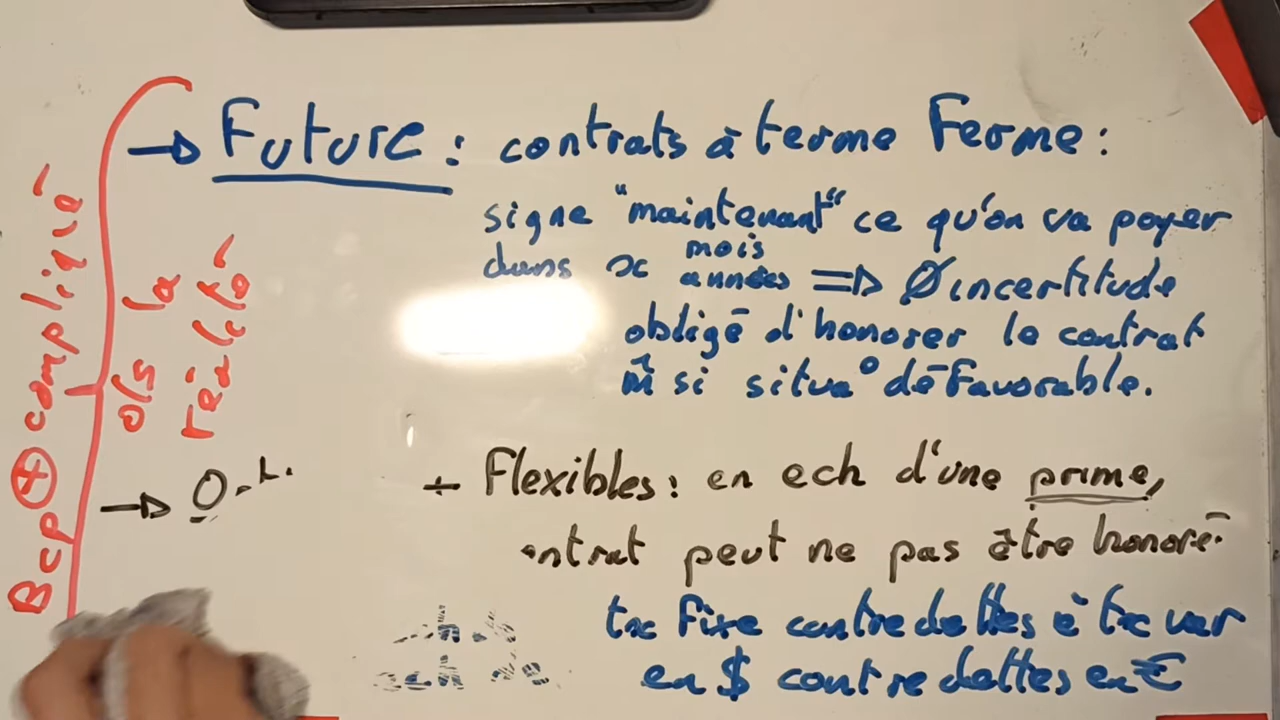 Bcp ⊕ compliqué
ds la
réalité
→ Future : contrats à terme Ferme :
signe "maintenant" ce qu'on va payer
dans x mois
années => Ø incertitude
obligé d'honorer le contrat
m̂ si situa° défavorable.
+ Flexibles : en ech d'une prime,
ntrat peut ne pas être honoré.
tx fixe contre dettes à tx var
en $ contre dettes en €